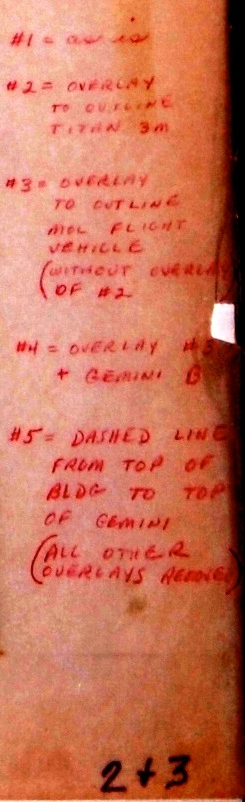 #1 = as is
#2 = OVERLAY
TO OUTLINE
TITAN 3M
#3 = OVERLAY
TO OUTLINE
MOL FLIGHT
VEHICLE
(WITHOUT OVERLAY
OF #2
#4 = OVERLAY #3
+ GEMINI B
#5 = DASHED LINE
FROM TOP OF
BLDG TO TOP
OF GEMINI
(ALL OTHER
OVERLAYS REMOVED)
2 + 3